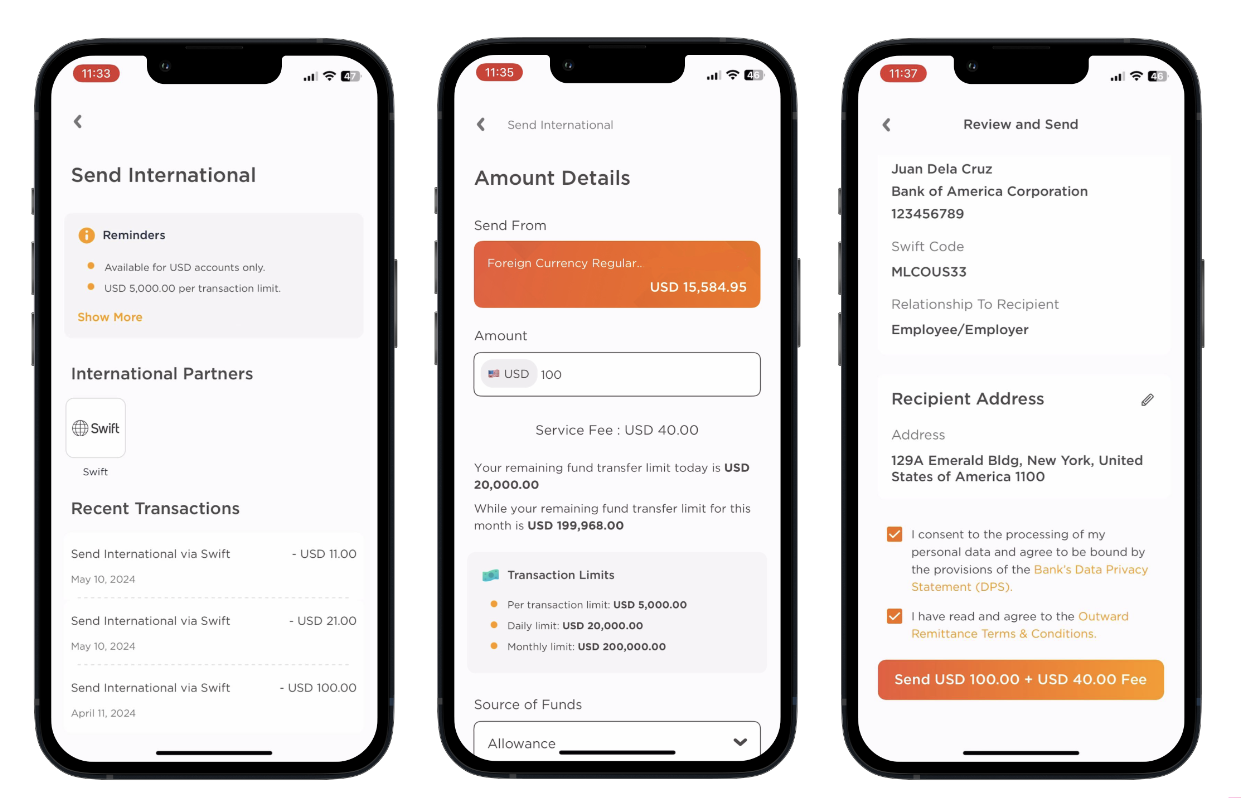 11:33
47
Send International
Reminders
Available for USD accounts only.
USD 5,000.00 per transaction limit.
Show More
International Partners
Swift
Swift
Recent Transactions
Send International via Swift - USD 11.00
May 10, 2024
Send International via Swift - USD 21.00
May 10, 2024
Send International via Swift - USD 100.00
April 11, 2024
11:35
46
Send International
Amount Details
Send From
Foreign Currency Regular..
USD 15,584.95
Amount
USD 100
Service Fee : USD 40.00
Your remaining fund transfer limit today is USD
20,000.00
While your remaining fund transfer limit for this
month is USD 199,968.00
Transaction Limits
Per transaction limit: USD 5,000.00
Daily limit: USD 20,000.00
Monthly limit: USD 200,000.00
Source of Funds
Allowance
11:37
46
Review and Send
Juan Dela Cruz
Bank of America Corporation
123456789
Swift Code
MLCOUS33
Relationship To Recipient
Employee/Employer
Recipient Address
Address
129A Emerald Bldg, New York, United
States of America 1100
I consent to the processing of my
personal data and agree to be bound by
the provisions of the Bank's Data Privacy
Statement (DPS).
I have read and agree to the Outward
Remittance Terms & Conditions.
Send USD 100.00 + USD 40.00 Fee